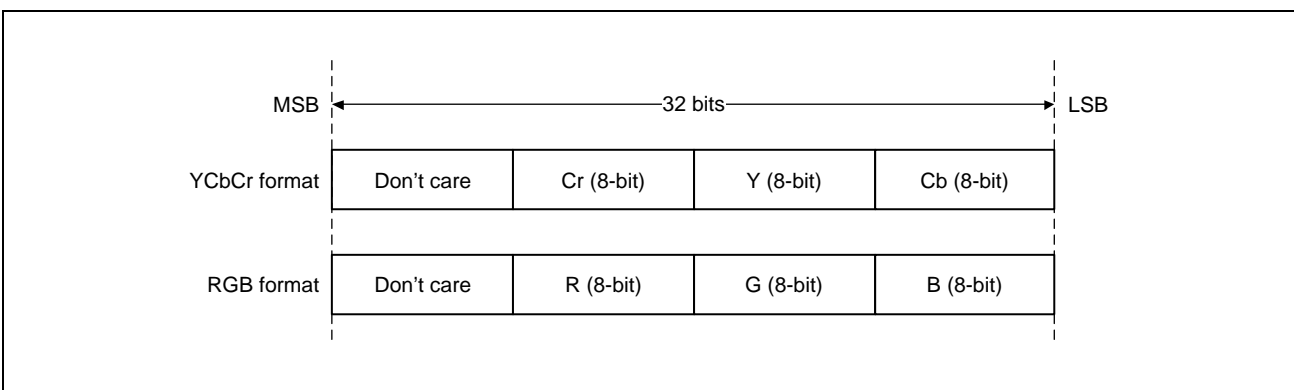 MSB 32 bits LSB
YCbCr format Don't care Cr (8-bit) Y (8-bit) Cb (8-bit)
RGB format Don't care R (8-bit) G (8-bit) B (8-bit)